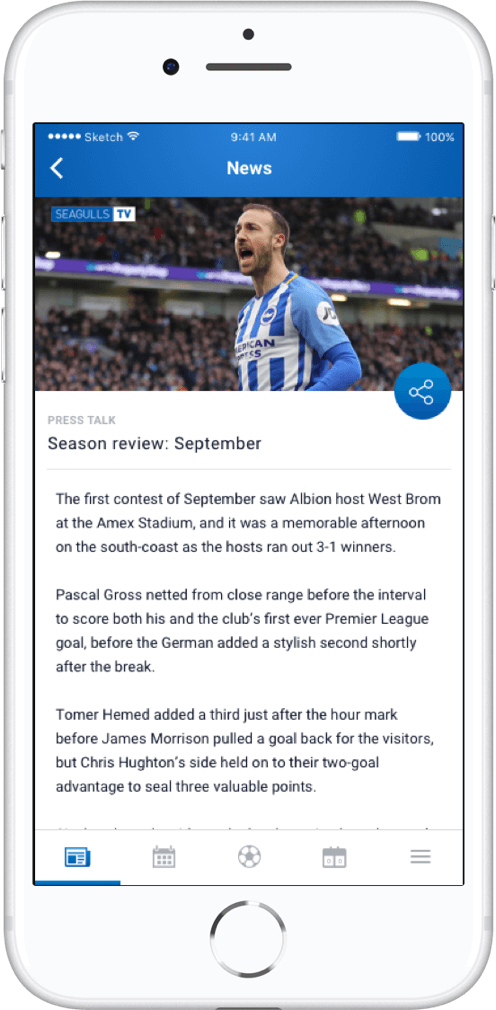 Sketch
9:41 AM
100%
News
SEAGULLS TV
AMERICAN
EXPRESS
PRESS TALK
Season review: September
The first contest of September saw Albion host West Brom
at the Amex Stadium, and it was a memorable afternoon
on the south-coast as the hosts ran out 3-1 winners.
Pascal Gross netted from close range before the interval
to score both his and the club’s first ever Premier League
goal, before the German added a stylish second shortly
after the break.
Tomer Hemed added a third just after the hour mark
before James Morrison pulled a goal back for the visitors,
but Chris Hughton’s side held on to their two-goal
advantage to seal three valuable points.